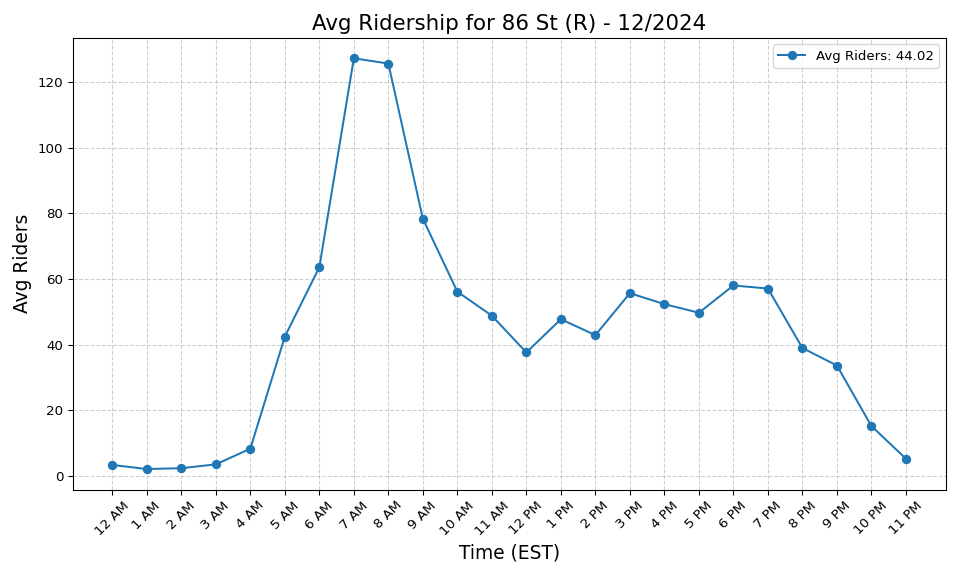 Avg Ridership for 86 St (R) - 12/2024
Avg Riders: 44.02
Avg Riders
120
100
80
60
40
20
0
12 AM
1 AM
2 AM
3 AM
4 AM
5 AM
6 AM
7 AM
8 AM
9 AM
10 AM
11 AM
12 PM
1 PM
2 PM
3 PM
4 PM
5 PM
6 PM
7 PM
8 PM
9 PM
10 PM
11 PM
Time (EST)